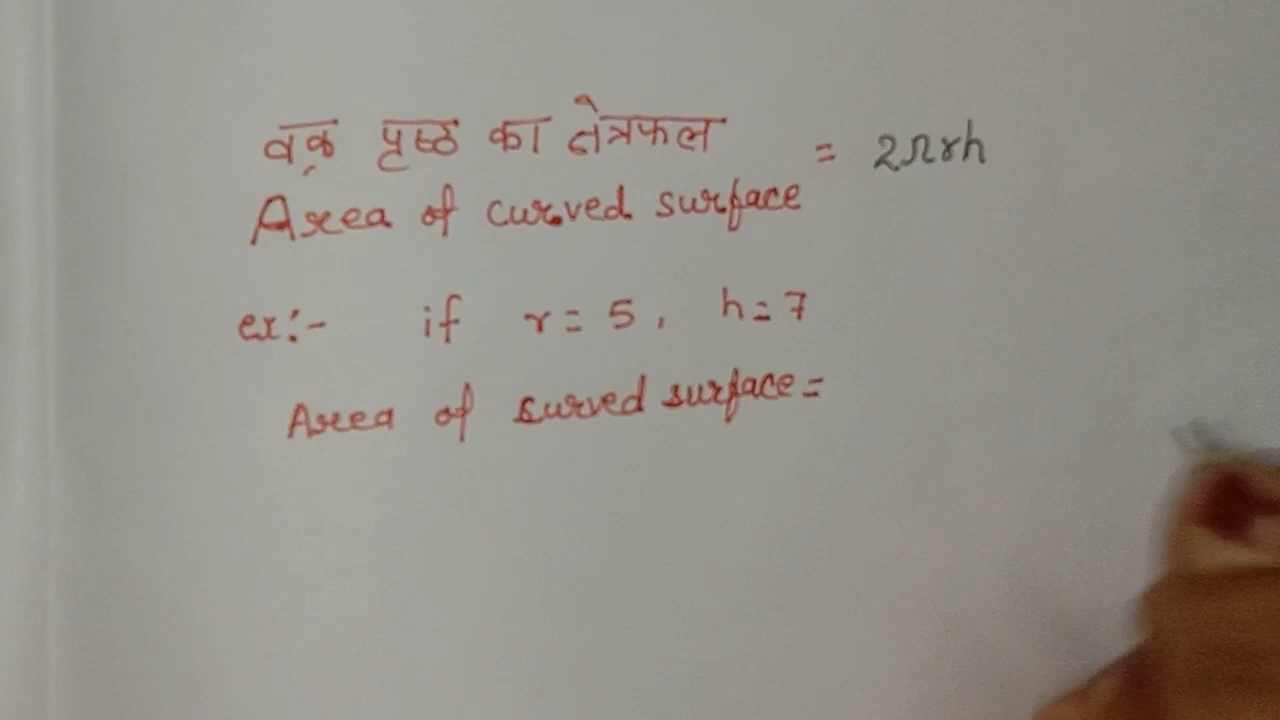 वक्र पृष्ठ का क्षेत्रफल = 2πrh
Area of curved surface
ex:- if r = 5, h = 7
Area of curved surface =